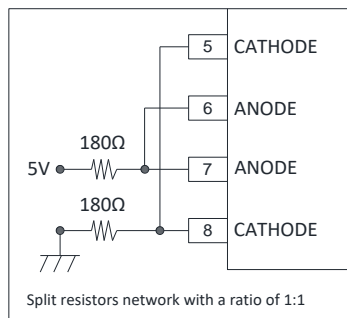 5 CATHODE
6 ANODE
180Ω
5V
7 ANODE
180Ω
8 CATHODE
Split resistors network with a ratio of 1:1